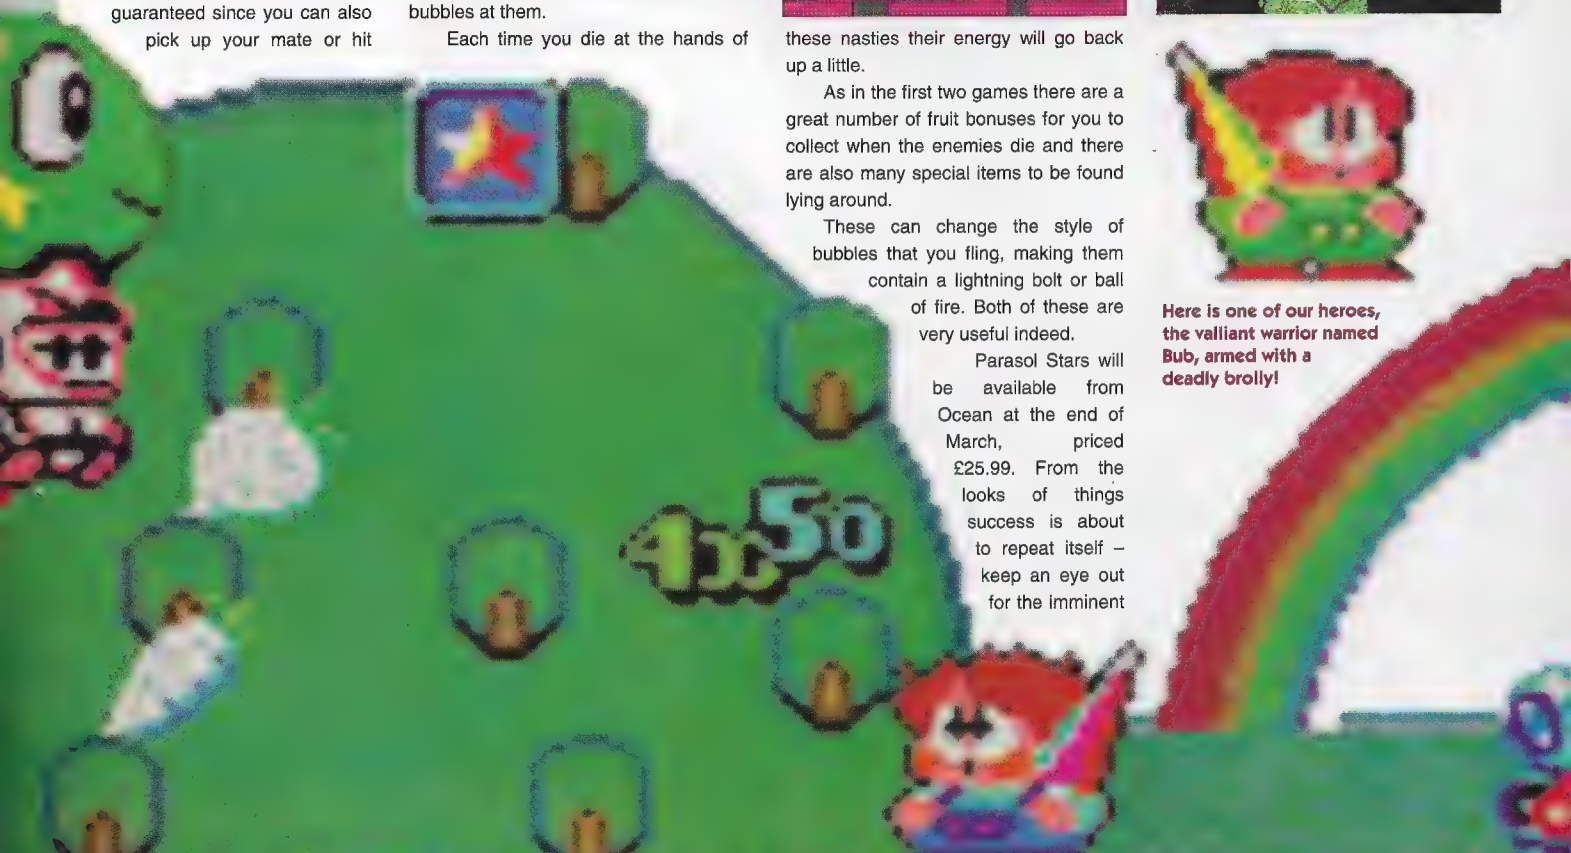 guaranteed since you can also
pick up your mate or hit
bubbles at them.
Each time you die at the hands of
these nasties their energy will go back
up a little.
As in the first two games there are a
great number of fruit bonuses for you to
collect when the enemies die and there
are also many special items to be found
lying around.
These can change the style of
bubbles that you fling, making them
contain a lightning bolt or ball
of fire. Both of these are
very useful indeed.
Parasol Stars will
be available from
Ocean at the end of
March, priced
£25.99. From the
looks of things
success is about
to repeat itself –
keep an eye out
for the imminent
Here is one of our heroes,
the valliant warrior named
Bub, armed with a
deadly brolly!
50